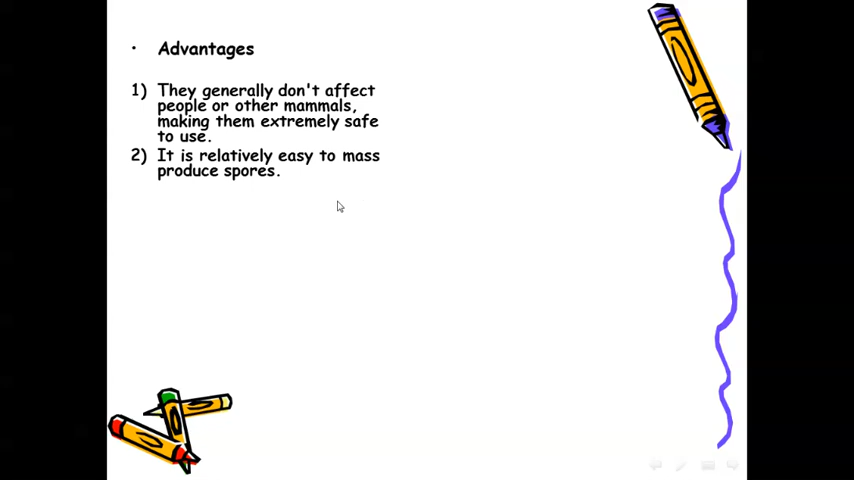 • Advantages
1) They generally don't affect
people or other mammals,
making them extremely safe
to use.
2) It is relatively easy to mass
produce spores.